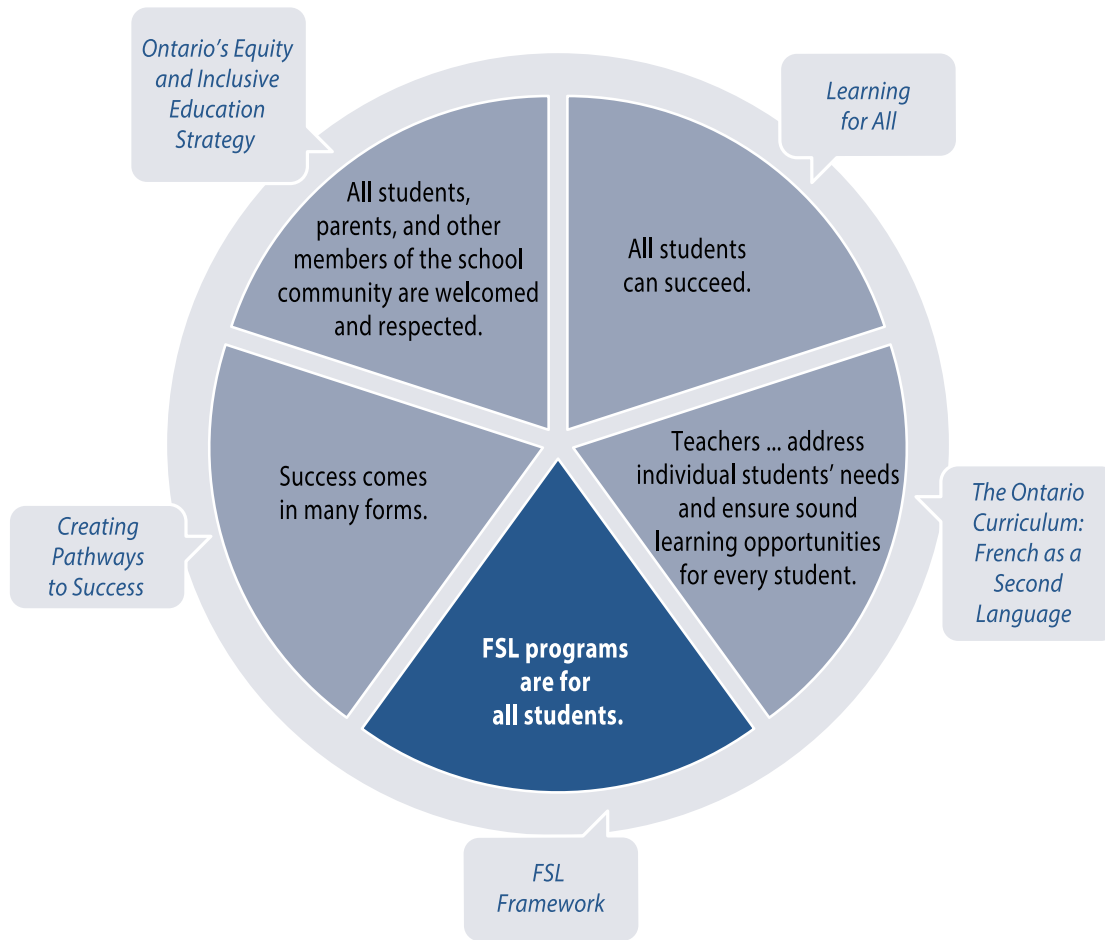 Ontario's Equity
and Inclusive
Education
Strategy
Learning
for All
All students,
parents, and other
members of the school
community are welcomed
and respected.
All students
can succeed.
Success comes
in many forms.
Teachers ... address
individual students' needs
and ensure sound
learning opportunities
for every student.
Creating
Pathways
to Success
The Ontario
Curriculum:
French as a
Second
Language
FSL programs
are for
all students.
FSL
Framework